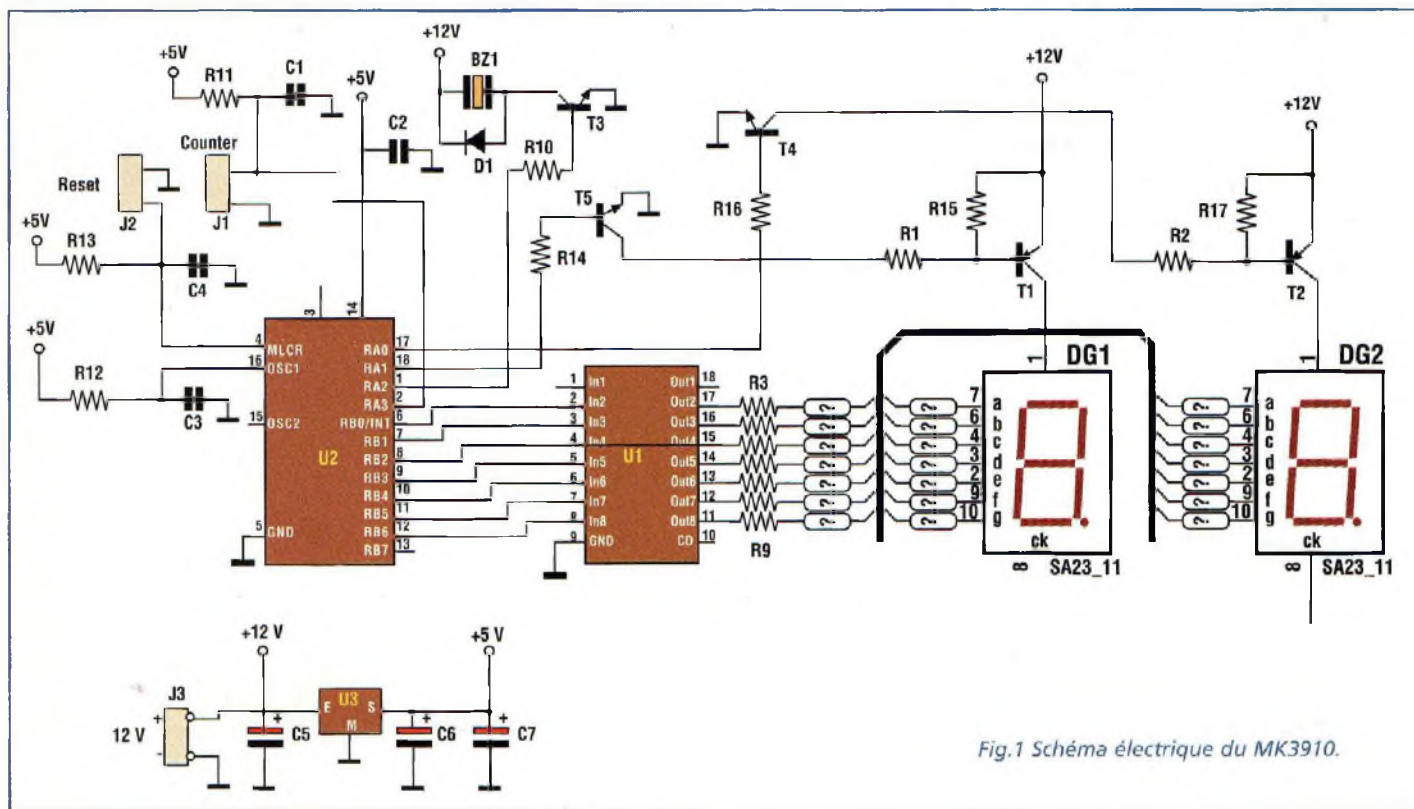 +5V
R11
C1
+12V
BZ1
+5V
T3
D1
R10
C2
Counter
Reset
J2
J1
+5V
R13
C4
+5V
R12
C3
T5
R14
T4
R16
+12V
R15
R1
T1
+12V
R17
R2
T2
3
14
4 MLCR RA0 17
16 OSC1 RA1 18
RA2 1
RA3 2
15 OSC2 RB0/INT 6
RB1 7
U2 RB2 8
RB3 9
RB4 10
RB5 11
5 GND RB6 12
RB7 13
1 In1 Out1 18
2 In2 Out2 17 R3
3 In3 Out3 16
4 In4 Out4 15
U1
5 In5 Out5 14
6 In6 Out6 13
7 In7 Out7 12
8 In8 Out8 11
9 GND CD 10
R9
?? ?? ??
?? ?? ??
?? ?? ??
?? ?? ??
?? ?? ??
?? ?? ??
?? ?? ??
1 DG1
7 a
6 b
4 c
3 d
2 e
9 f
10 g
ck
8 SA23_11
1 DG2
7 a
6 b
4 c
3 d
2 e
9 f
10 g
ck
8 SA23_11
+12 V
+5 V
J3
+
12 V
-
E U3 S
M
+
C5
+
C6
+
C7
Fig.1 Schéma électrique du MK3910.